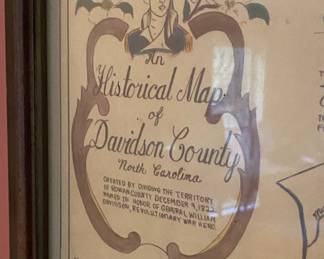 An
Historical Map
of
Davidson County
North Carolina
CREATED BY DIVIDING THE TERRITORY
OF ROWAN COUNTY DECEMBER 9, 1822
NAMED TO HONOR OF GENERAL WILLIAM
DAVIDSON, REVOLUTIONARY WAR HERO.